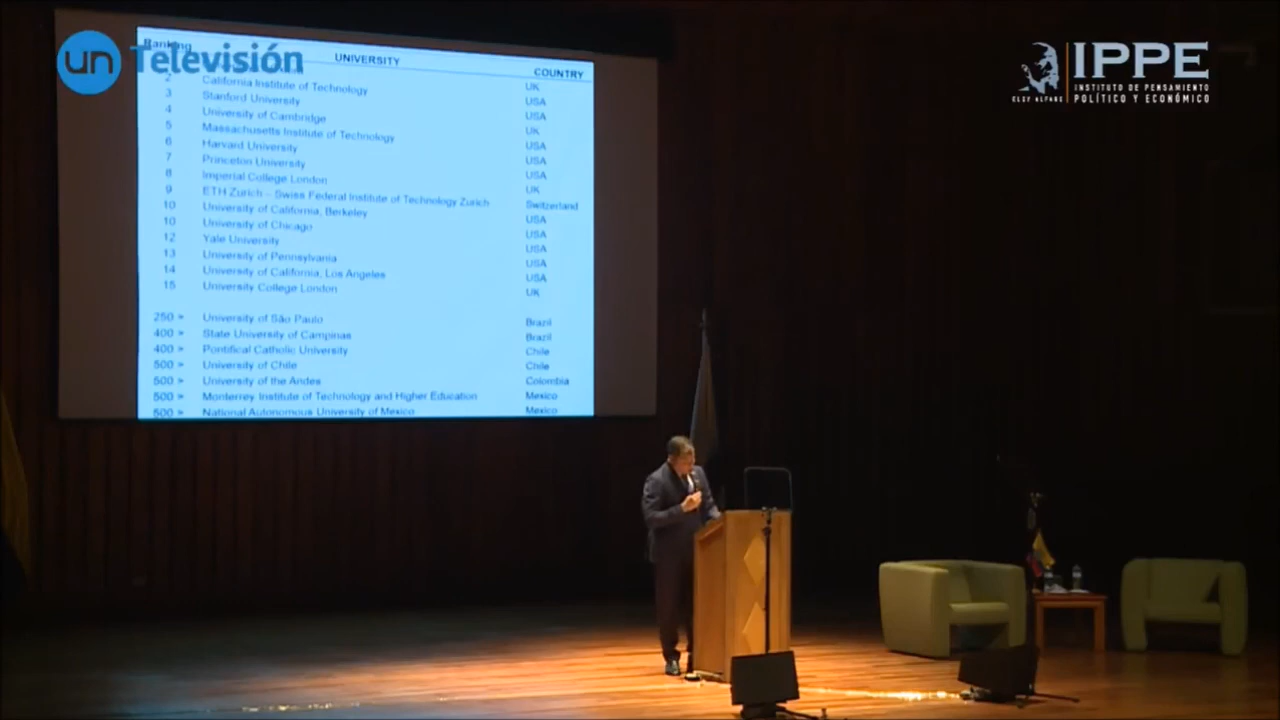 un Televisión
Ranking UNIVERSITY COUNTRY
UK
2 California Institute of Technology USA
3 Stanford University USA
4 University of Cambridge UK
5 Massachusetts Institute of Technology USA
6 Harvard University USA
7 Princeton University USA
8 Imperial College London UK
9 ETH Zurich – Swiss Federal Institute of Technology Zurich Switzerland
10 University of California, Berkeley USA
10 University of Chicago USA
12 Yale University USA
13 University of Pennsylvania USA
14 University of California, Los Angeles USA
15 University College London UK
250 > University of São Paulo Brazil
400 > State University of Campinas Brazil
400 > Pontifical Catholic University Chile
500 > University of Chile Chile
500 > University of the Andes Colombia
500 > Monterrey Institute of Technology and Higher Education Mexico
500 > National Autonomous University of Mexico Mexico
IPPE
INSTITUTO DE PENSAMIENTO
POLÍTICO Y ECONÓMICO
ELOY ALFARO